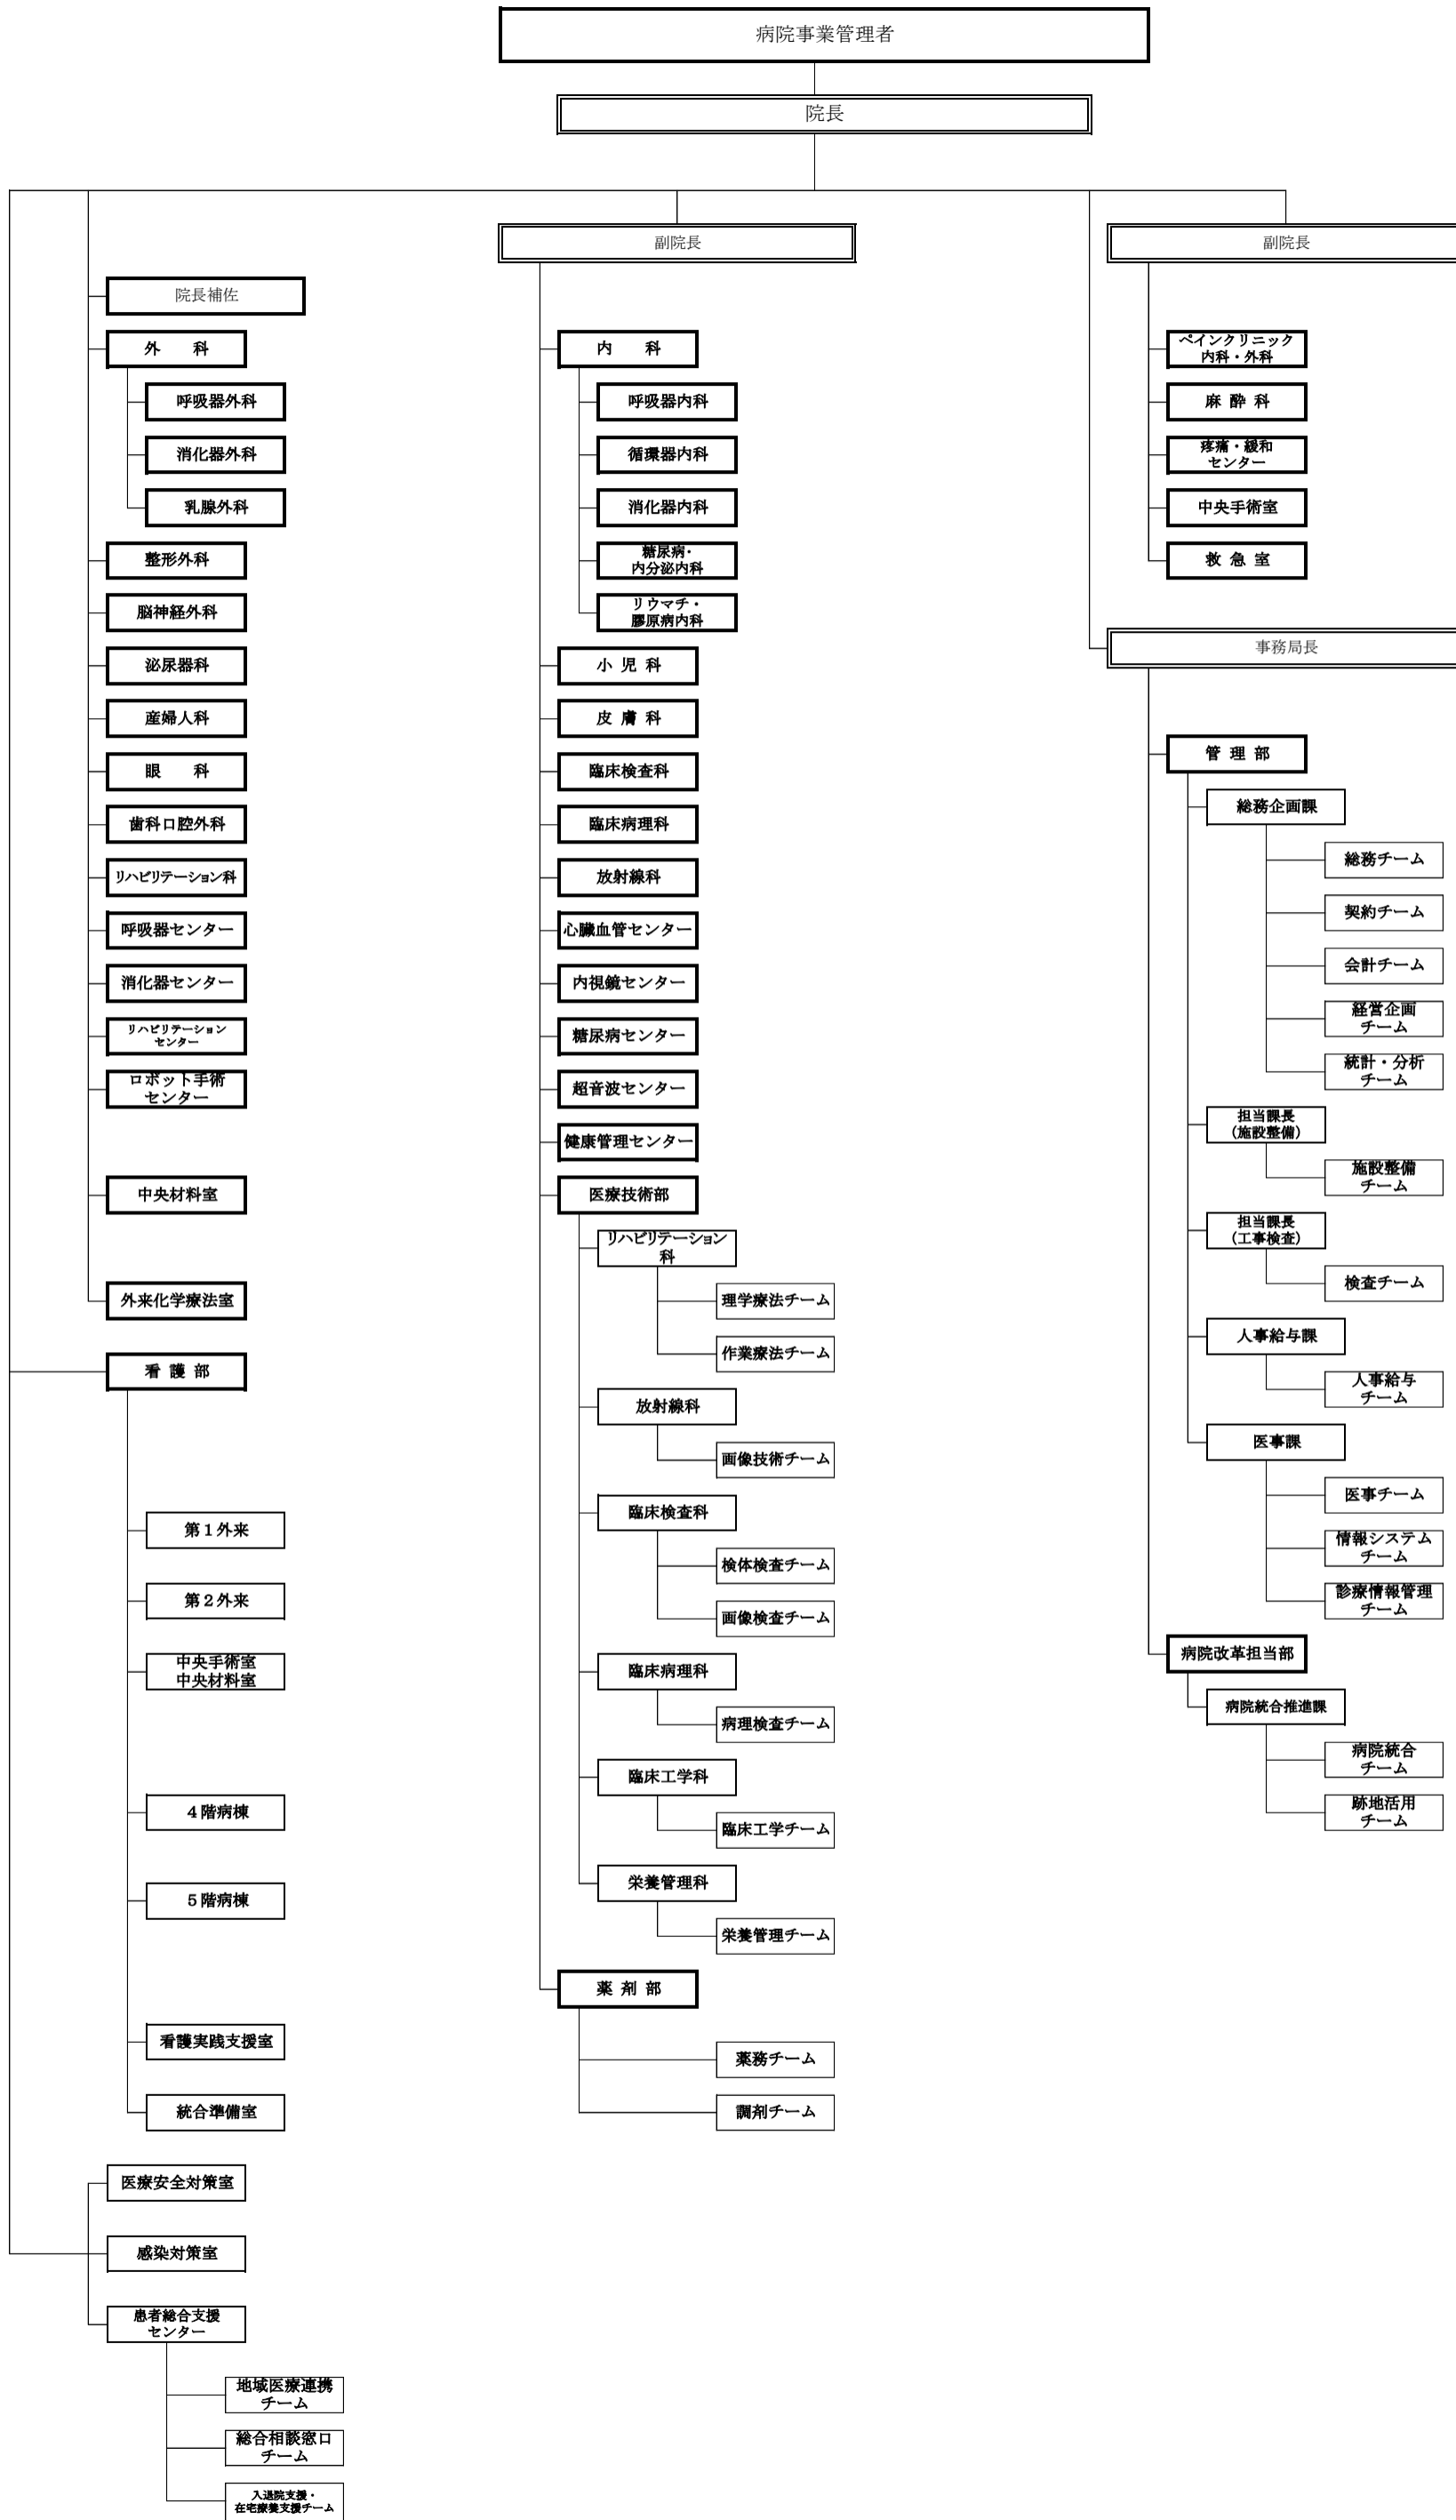 病院事業管理者
院長
副院長
副院長
院長補佐
外　　科
呼吸器外科
消化器外科
乳腺外科
整形外科
脳神経外科
泌尿器科
産婦人科
眼　　科
歯科口腔外科
リハビリテーション科
呼吸器センター
消化器センター
リハビリテーション
センター
ロボット手術
センター
中央材料室
外来化学療法室
看 護 部
第１外来
第２外来
中央手術室
中央材料室
４階病棟
５階病棟
看護実践支援室
統合準備室
医療安全対策室
感染対策室
患者総合支援
センター
地域医療連携
チーム
総合相談窓口
チーム
入退院支援・
在宅療養支援チーム
内　　科
呼吸器内科
循環器内科
消化器内科
糖尿病・
内分泌内科
リウマチ・
膠原病内科
小 児 科
皮 膚 科
臨床検査科
臨床病理科
放射線科
心臓血管センター
内視鏡センター
糖尿病センター
超音波センター
健康管理センター
医療技術部
リハビリテーション
科
理学療法チーム
作業療法チーム
放射線科
画像技術チーム
臨床検査科
検体検査チーム
画像検査チーム
臨床病理科
病理検査チーム
臨床工学科
臨床工学チーム
栄養管理科
栄養管理チーム
薬 剤 部
薬務チーム
調剤チーム
ペインクリニック
内科・外科
麻 酔 科
疼痛・緩和
センター
中央手術室
救 急 室
事務局長
管 理 部
総務企画課
総務チーム
契約チーム
会計チーム
経営企画
チーム
統計・分析
チーム
担当課長
（施設整備）
施設整備
チーム
担当課長
（工事検査）
検査チーム
人事給与課
人事給与
チーム
医事課
医事チーム
情報システム
チーム
診療情報管理
チーム
病院改革担当部
病院統合推進課
病院統合
チーム
跡地活用
チーム